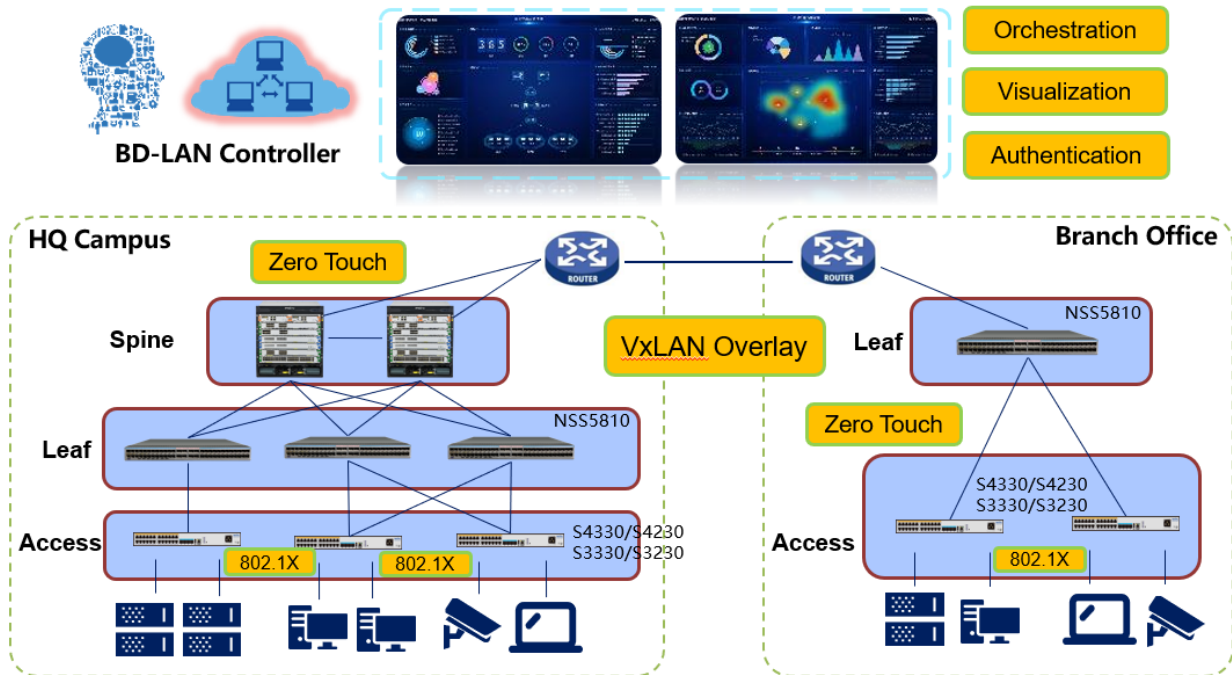 Orchestration
Visualization
Authentication
BD-LAN Controller
365
HQ Campus
Zero Touch
ROUTER
Spine
VxLAN Overlay
Leaf
NSS5810
Access
S4330/S4230
S3330/S3230
802.1X
802.1X
Branch Office
ROUTER
NSS5810
Leaf
Zero Touch
S4330/S4230
S3330/S3230
Access
802.1X